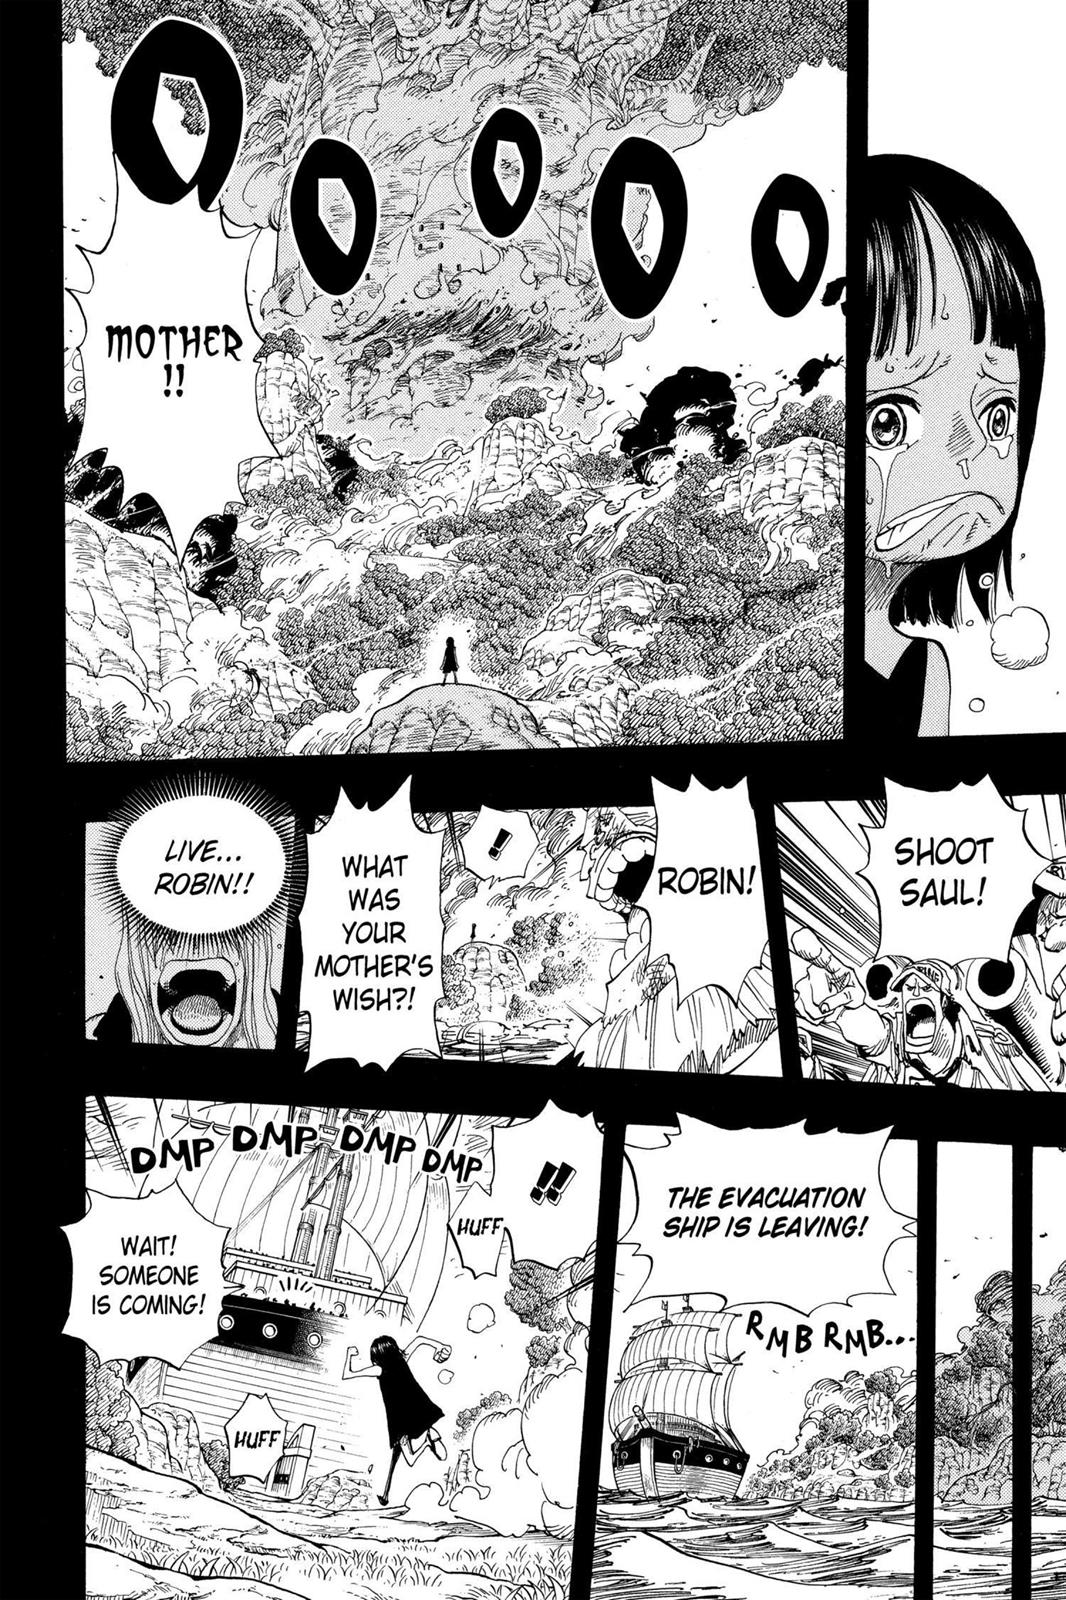 OOOOO
MOTHER
!!
SHOOT
SAUL!
ROBIN!
!!
WHAT
WAS
YOUR
MOTHER'S
WISH?!
LIVE...
ROBIN!!
THE EVACUATION
SHIP IS LEAVING!
RMB RMB...
!!
HUFF
DMP DMP DMP DMP
WAIT!
SOMEONE
IS COMING!
HUFF